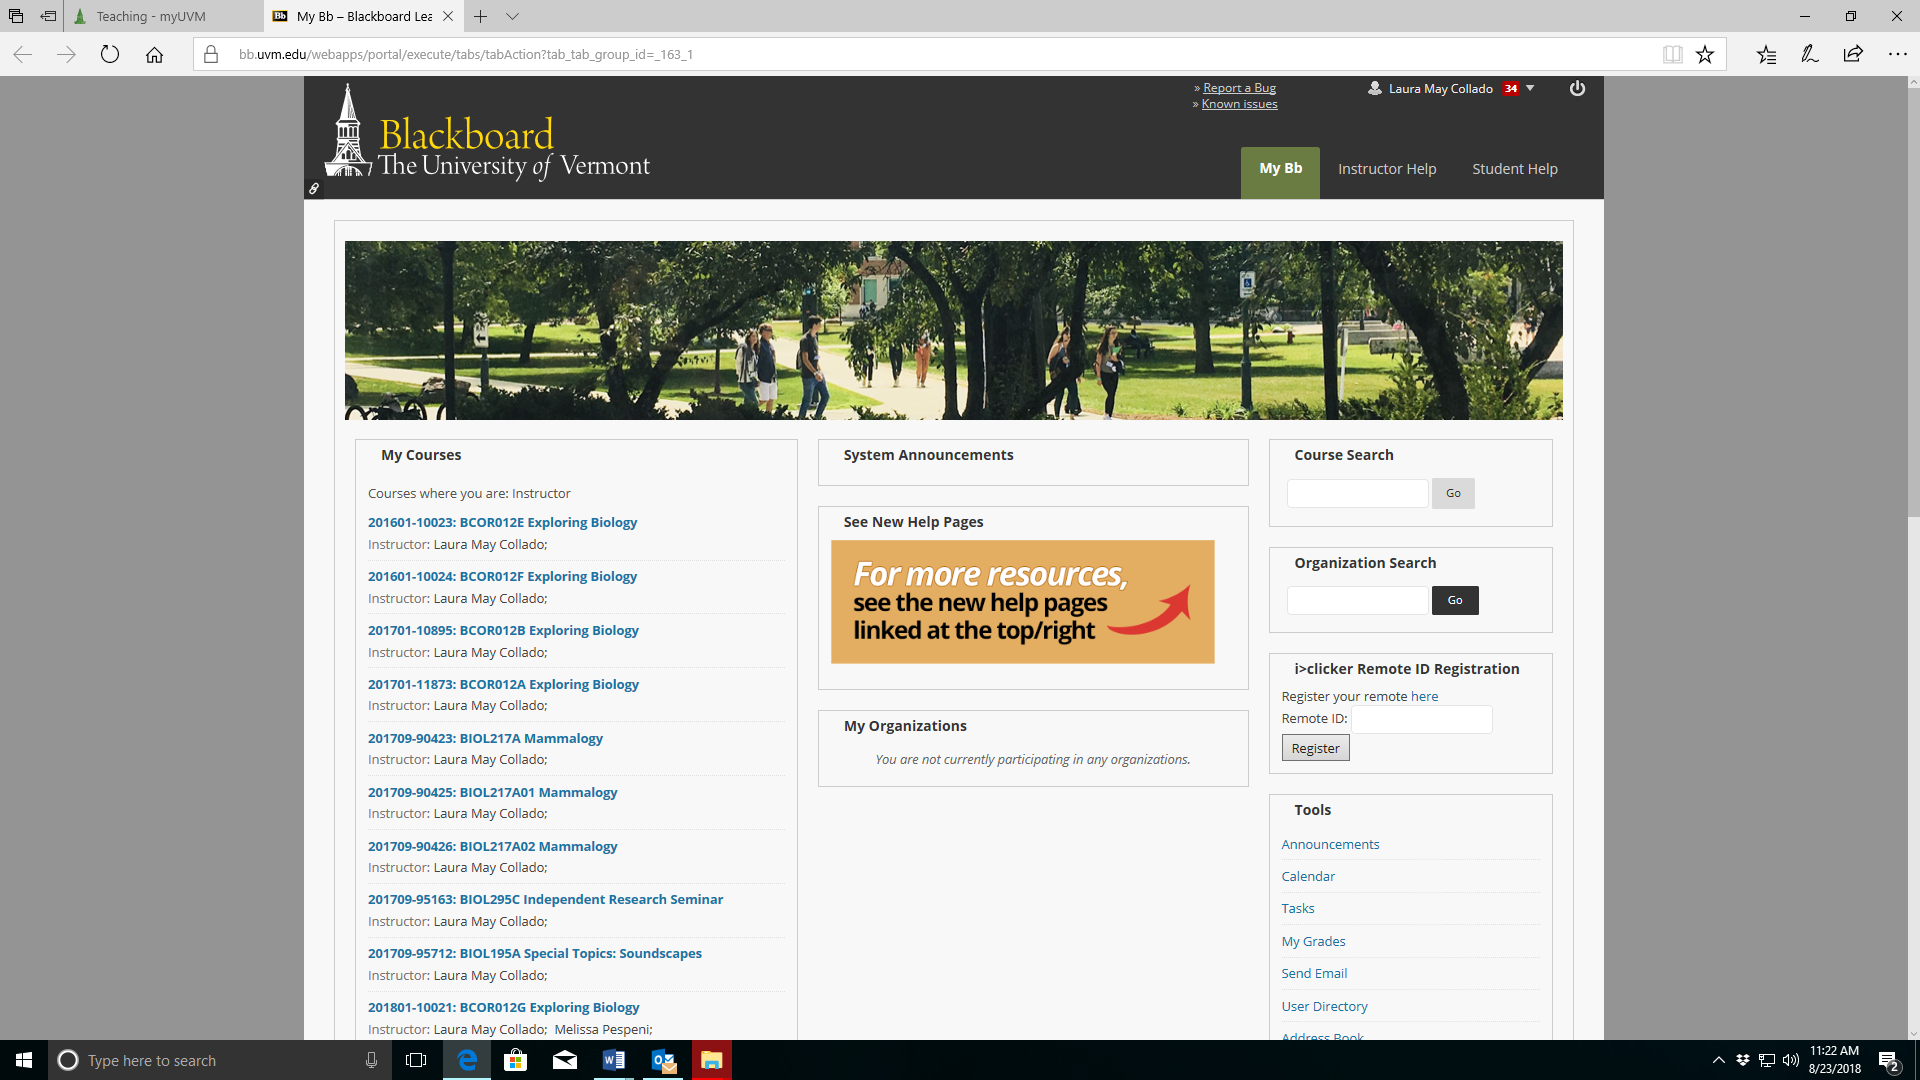 Teaching - myUVM
Bb My Bb – Blackboard Lea
bb.uvm.edu/webapps/portal/execute/tabs/tabAction?tab_tab_group_id=_163_1
Blackboard
The University of Vermont
» Report a Bug
» Known issues
Laura May Collado 34
My Bb Instructor Help Student Help
My Courses
Courses where you are: Instructor
201601-10023: BCOR012E Exploring Biology
Instructor: Laura May Collado;
201601-10024: BCOR012F Exploring Biology
Instructor: Laura May Collado;
201701-10895: BCOR012B Exploring Biology
Instructor: Laura May Collado;
201701-11873: BCOR012A Exploring Biology
Instructor: Laura May Collado;
201709-90423: BIOL217A Mammalogy
Instructor: Laura May Collado;
201709-90425: BIOL217A01 Mammalogy
Instructor: Laura May Collado;
201709-90426: BIOL217A02 Mammalogy
Instructor: Laura May Collado;
201709-95163: BIOL295C Independent Research Seminar
Instructor: Laura May Collado;
201709-95712: BIOL195A Special Topics: Soundscapes
Instructor: Laura May Collado;
201801-10021: BCOR012G Exploring Biology
Instructor: Laura May Collado; Melissa Pespeni;
System Announcements
See New Help Pages
For more resources,
see the new help pages
linked at the top/right
My Organizations
You are not currently participating in any organizations.
Course Search
Go
Organization Search
Go
i>clicker Remote ID Registration
Register your remote here
Remote ID:
Register
Tools
Announcements
Calendar
Tasks
My Grades
Send Email
User Directory
Address Book
Type here to search
11:22 AM
8/23/2018
2